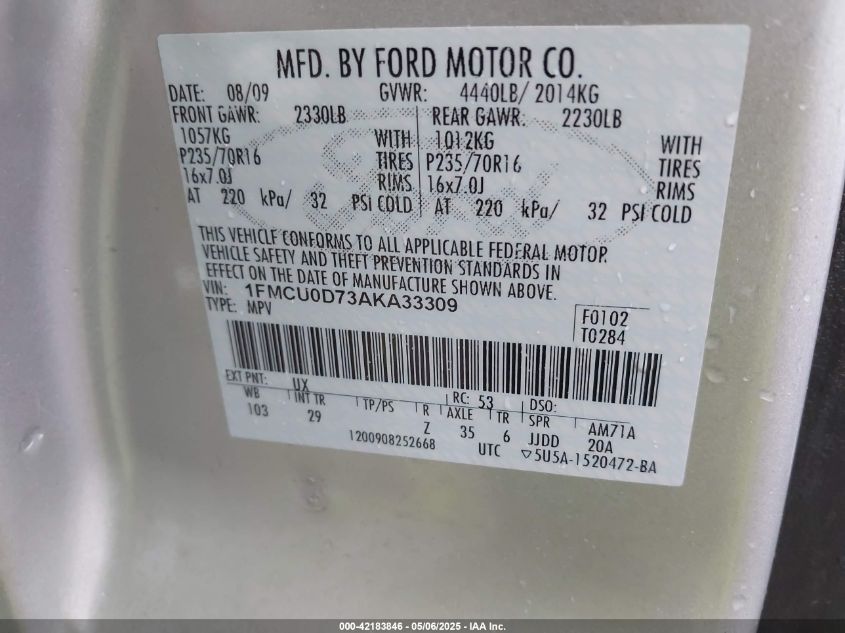 MFD. BY FORD MOTOR CO.
DATE: 08/09 GVWR: 4440LB/ 2014KG
FRONT GAWR: 2330LB REAR GAWR: 2230LB
1057KG WITH 1012KG WITH
P235/70R16 TIRES P235/70R16 TIRES
16x7.0J RIMS 16x7.0J RIMS
AT 220 kPa/ 32 PSI COLD AT 220 kPa/ 32 PSI COLD
THIS VEHICLE CONFORMS TO ALL APPLICABLE FEDERAL MOTOR
VEHICLE SAFETY AND THEFT PREVENTION STANDARDS IN
EFFECT ON THE DATE OF MANUFACTURE SHOWN ABOVE.
VIN: 1FMCU0D73AKA33309
TYPE: MPV
F0102
T0284
EXT PNT: UX RC: 53 DSO:
WB INT TR TP/PS R AXLE TR SPR AM71A
103 29 Z 35 6 JJDD 20A
1200908252668 UTC ▽5U5A-1520472-BA
000-42183846 - 05/06/2025 - IAA Inc.